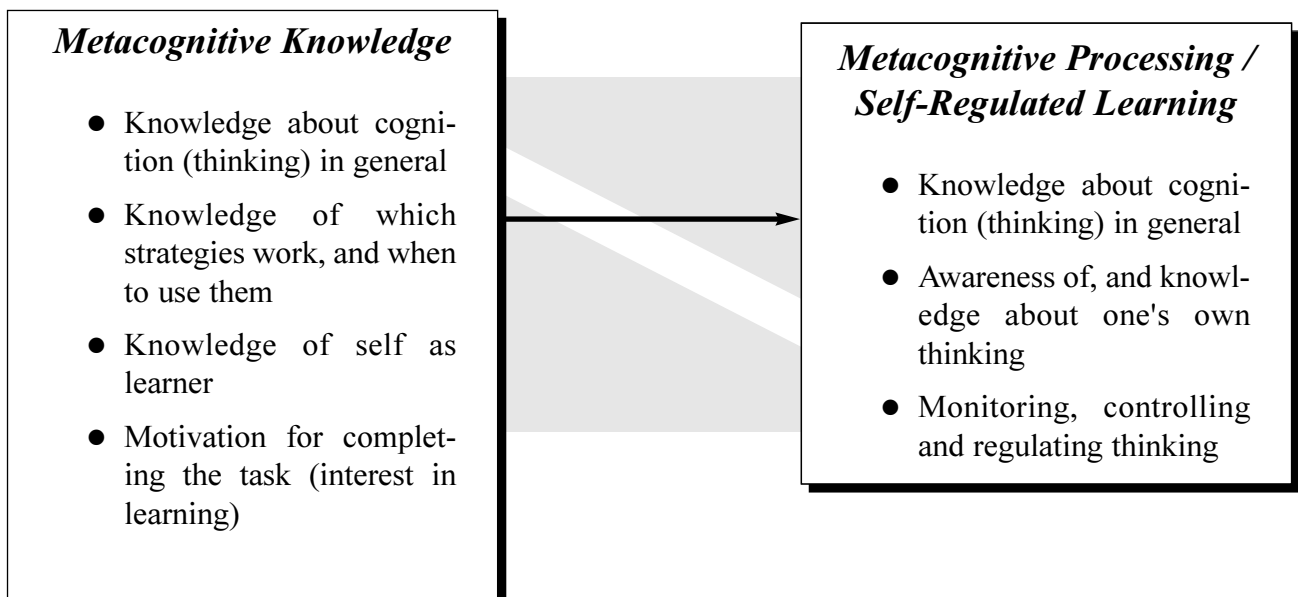 Metacognitive Knowledge
● Knowledge about cogni-
tion (thinking) in general
● Knowledge of which
strategies work, and when
to use them
● Knowledge of self as
learner
● Motivation for complet-
ing the task (interest in
learning)
Metacognitive Processing /
Self-Regulated Learning
● Knowledge about cogni-
tion (thinking) in general
● Awareness of, and knowl-
edge about one's own
thinking
● Monitoring, controlling
and regulating thinking